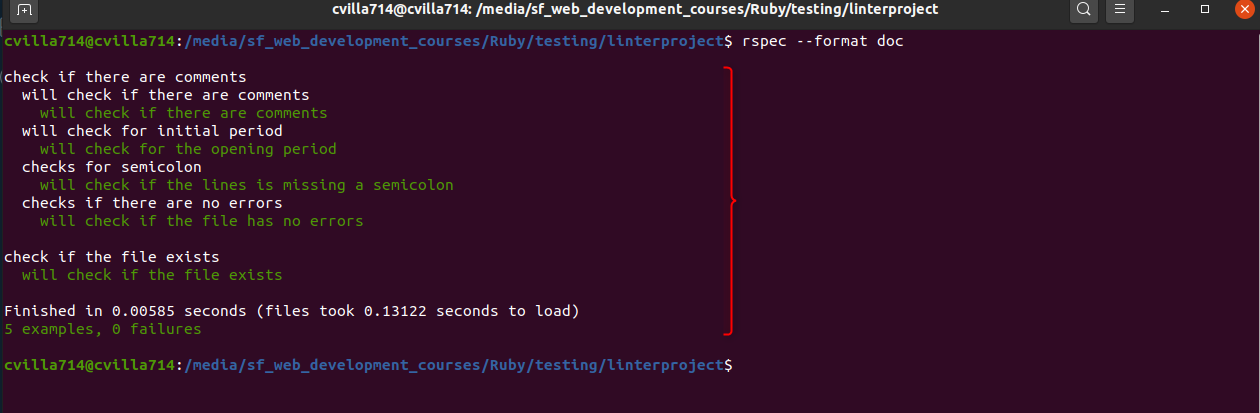 cvilla714@cvilla714: /media/sf_web_development_courses/Ruby/testing/linterproject
cvilla714@cvilla714:/media/sf_web_development_courses/Ruby/testing/linterproject$ rspec --format doc
check if there are comments
will check if there are comments
will check if there are comments
will check for initial period
will check for the opening period
checks for semicolon
will check if the lines is missing a semicolon
checks if there are no errors
will check if the file has no errors
check if the file exists
will check if the file exists
Finished in 0.00585 seconds (files took 0.13122 seconds to load)
5 examples, 0 failures
cvilla714@cvilla714:/media/sf_web_development_courses/Ruby/testing/linterproject$